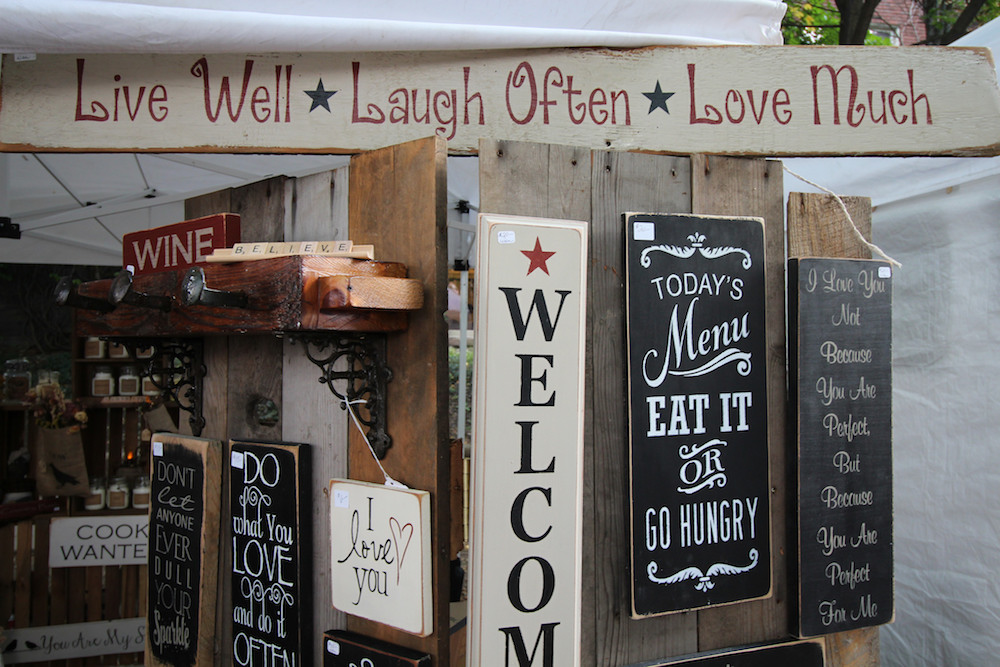 Live Well ★ Laugh Often ★ Love Much
WINE
BELIEVE
WELCOM
TODAY'S
Menu
EAT IT
OR
GO HUNGRY
I Love You
Not
Because
You Are
Perfect,
But
Because
You Are
Perfect
For Me
DON'T
let
ANYONE
EVER
DULL
YOUR
Sparkle
DO
what You
LOVE
and do it
OFTEN
I
love
you
COOK
WANTE
You Are My S